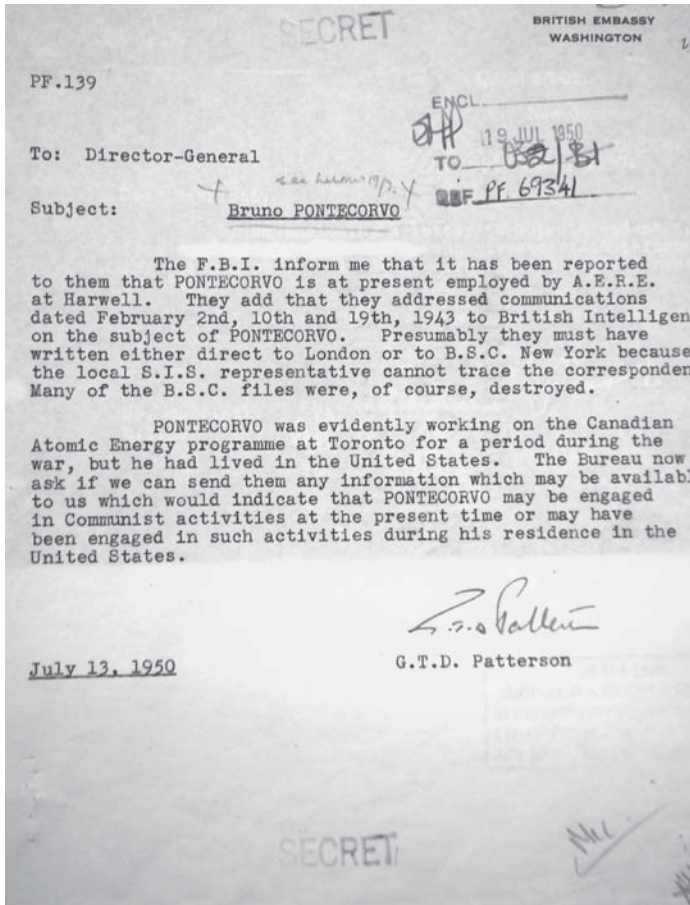 SECRET
BRITISH EMBASSY
WASHINGTON
PF.139
ENCL.
19 JUL 1950
To: Director-General
TO
REF PF. 69341
Subject: Bruno PONTECORVO
The F.B.I. inform me that it has been reported
to them that PONTECORVO is at present employed by A.E.R.E.
at Harwell. They add that they addressed communications
dated February 2nd, 10th and 19th, 1943 to British Intelligen
on the subject of PONTECORVO. Presumably they must have
written either direct to London or to B.S.C. New York because
the local S.I.S. representative cannot trace the corresponden
Many of the B.S.C. files were, of course, destroyed.
PONTECORVO was evidently working on the Canadian
Atomic Energy programme at Toronto for a period during the
war, but he had lived in the United States. The Bureau now
ask if we can send them any information which may be availabl
to us which would indicate that PONTECORVO may be engaged
in Communist activities at the present time or may have
been engaged in such activities during his residence in the
United States.
G.T.D. Patterson
July 13, 1950
SECRET